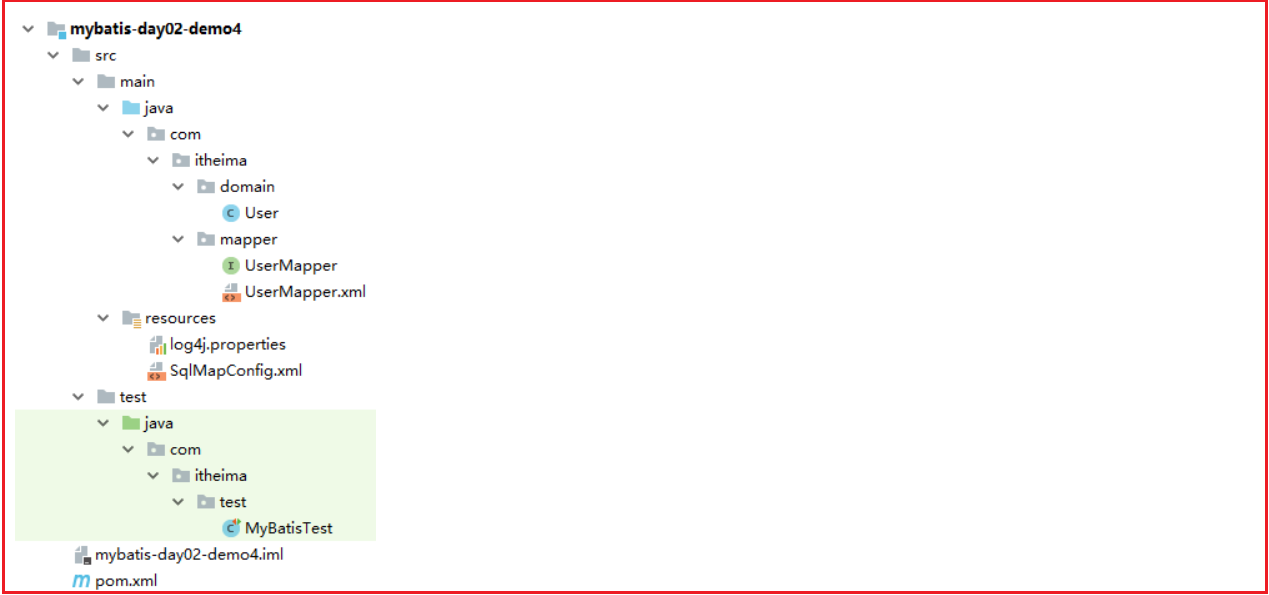 mybatis-day02-demo4
src
main
java
com
itheima
domain
User
mapper
UserMapper
UserMapper.xml
resources
log4j.properties
SqlMapConfig.xml
test
java
com
itheima
test
MyBatisTest
mybatis-day02-demo4.iml
pom.xml